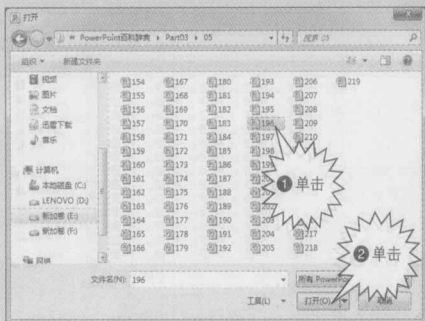 打开
PowerPoint百科辞典 ▸ Part03 ▸ 05
搜索 05
组织 新建文件夹
视频
图片
文档
迅雷下载
音乐
计算机
本地磁盘 (C:)
LENOVO (D:)
新加卷 (E:)
新加卷 (F:)
网络
154 167 180 193 206 219
155 168 181 194 207
156 169 182 195 208
157 170 183 196 209
158 171 184 197 210
159 172 185 198
160 173 186 199
161 174 187
162 175 188
163 176 189
164 177 190 203
165 178 191 204 217
166 179 192 205 218
❶ 单击
❷ 单击
文件名(N): 196
所有 PowerPo
工具(L)
打开(O)